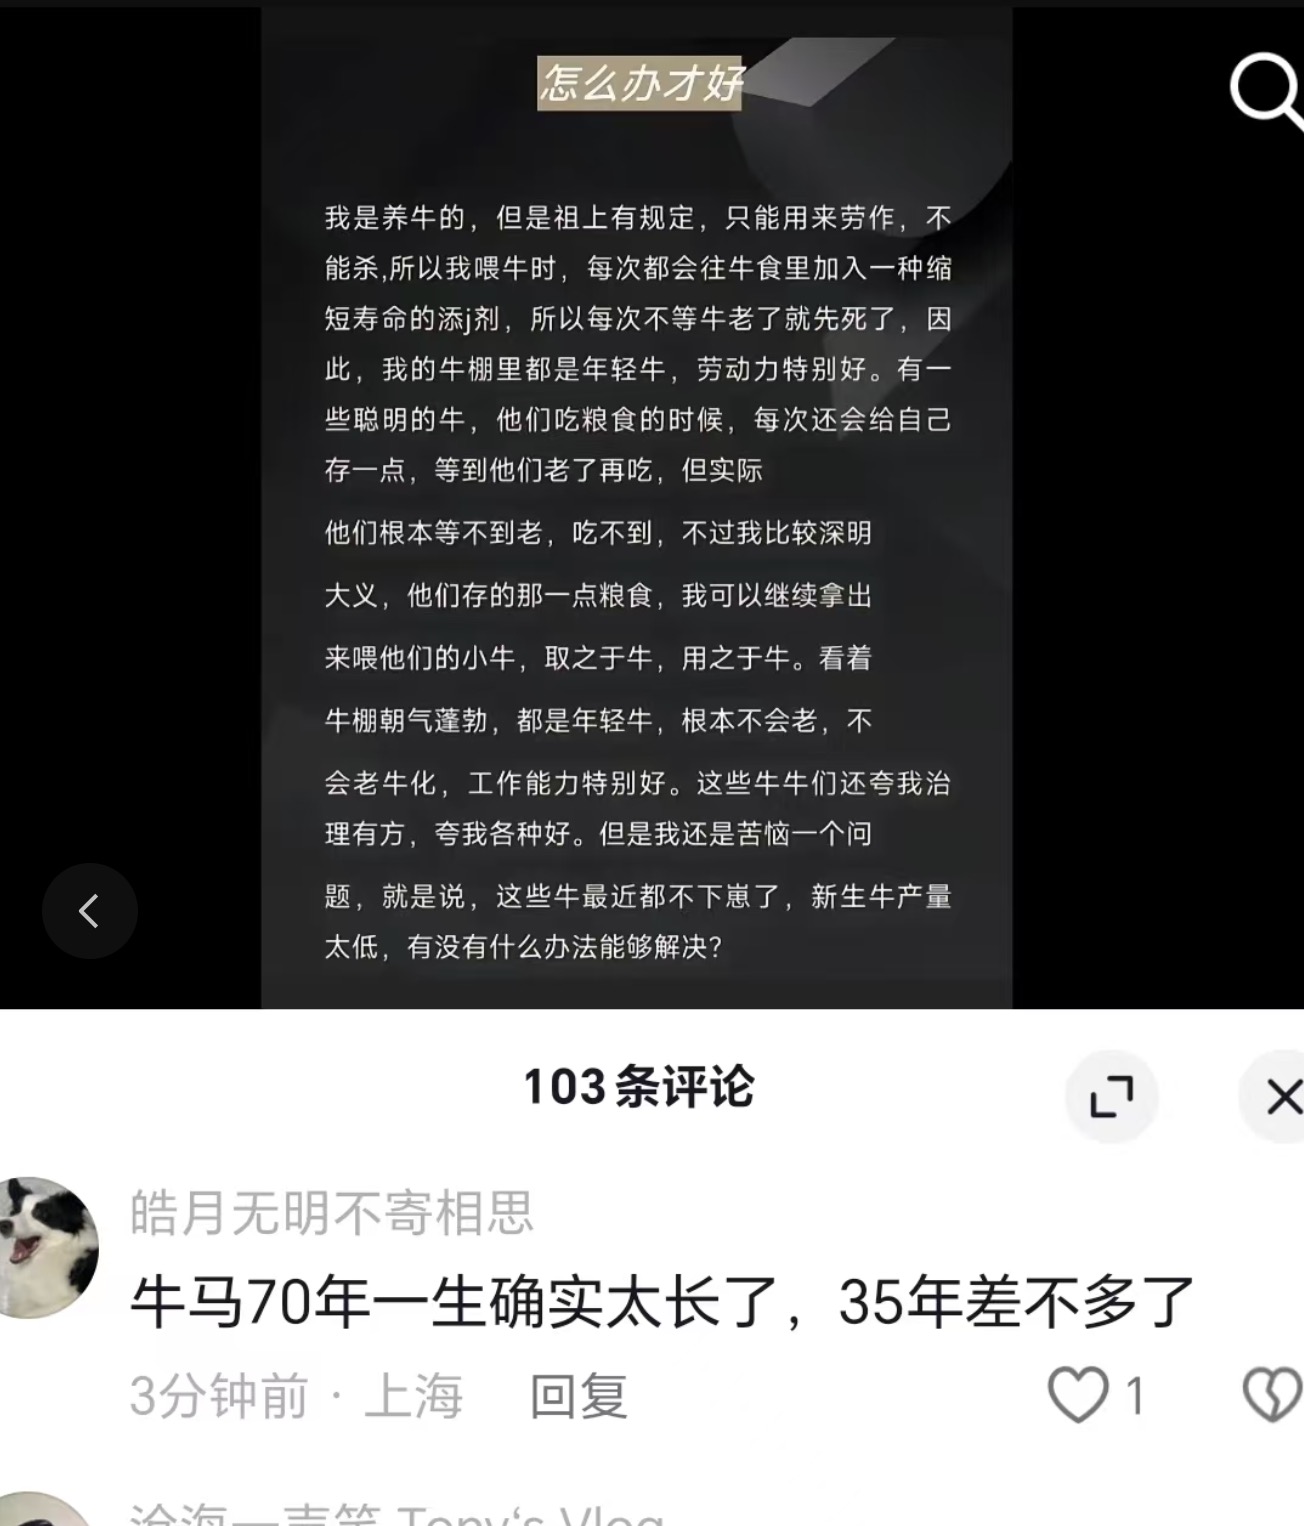 怎么办才好
我是养牛的，但是祖上有规定，只能用来劳作，不
能杀,所以我喂牛时，每次都会往牛食里加入一种缩
短寿命的添j剂，所以每次不等牛老了就先死了，因
此，我的牛棚里都是年轻牛，劳动力特别好。有一
些聪明的牛，他们吃粮食的时候，每次还会给自己
存一点，等到他们老了再吃，但实际
他们根本等不到老，吃不到，不过我比较深明
大义，他们存的那一点粮食，我可以继续拿出
来喂他们的小牛，取之于牛，用之于牛。看着
牛棚朝气蓬勃，都是年轻牛，根本不会老，不
会老牛化，工作能力特别好。这些牛牛们还夸我治
理有方，夸我各种好。但是我还是苦恼一个问
题，就是说，这些牛最近都不下崽了，新生牛产量
太低，有没有什么办法能够解决？
103条评论
皓月无明不寄相思
牛马70年一生确实太长了，35年差不多了
3分钟前 · 上海 回复 1
沧海一声笑 Tony‘s Vlog